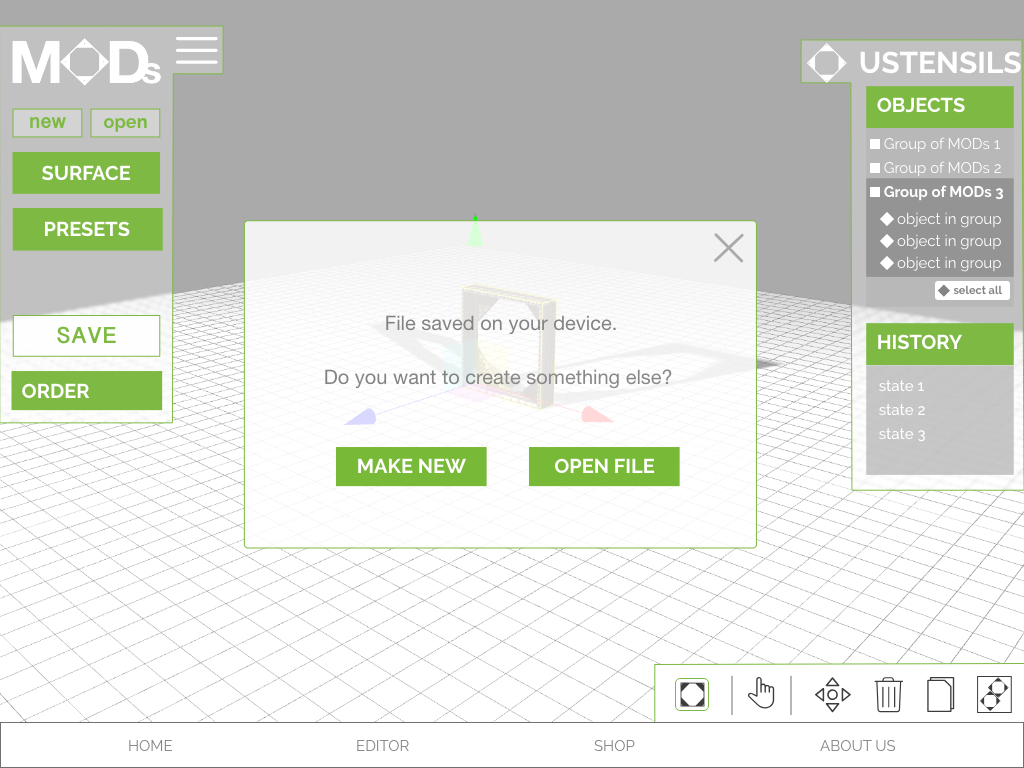 MODs
new
open
SURFACE
PRESETS
SAVE
ORDER
USTENSILS
OBJECTS
Group of MODs 1
Group of MODs 2
Group of MODs 3
object in group
object in group
object in group
select all
HISTORY
state 1
state 2
state 3
File saved on your device.
Do you want to create something else?
MAKE NEW
OPEN FILE
HOME
EDITOR
SHOP
ABOUT US